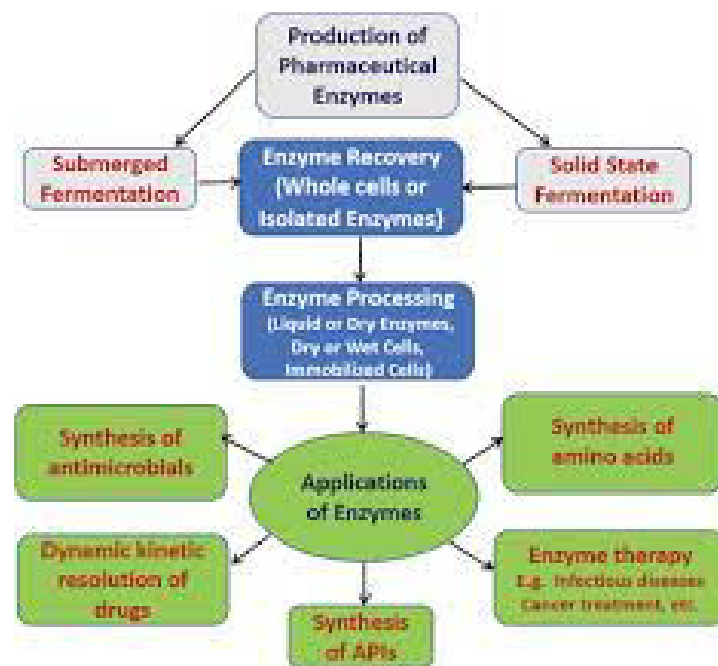 Production of
Pharmaceutical
Enzymes
Submerged
Fermentation
Enzyme Recovery
(Whole cells or
Isolated Enzymes)
Solid State
Fermentation
Enzyme Processing
(Liquid or Dry Enzymes,
Dry or Wet Cells,
Immobilized Cells)
Synthesis of
antimicrobials
Synthesis of
amino acids
Applications
of Enzymes
Dynamic kinetic
resolution of
drugs
Enzyme therapy
E.g. Infectious diseases
Cancer treatment, etc.
Synthesis
of APIs